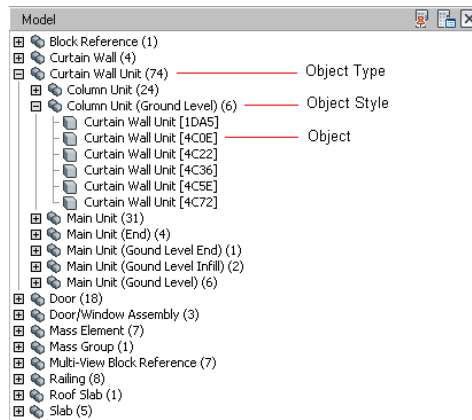 Model
Block Reference (1)
Curtain Wall (4)
Curtain Wall Unit (74) Object Type
Column Unit (24)
Column Unit (Ground Level) (6) Object Style
Curtain Wall Unit [1DA5]
Curtain Wall Unit [4C0E] Object
Curtain Wall Unit [4C22]
Curtain Wall Unit [4C36]
Curtain Wall Unit [4C5E]
Curtain Wall Unit [4C72]
Main Unit (31)
Main Unit (End) (4)
Main Unit (Gound Level End) (1)
Main Unit (Gound Level Infill) (2)
Main Unit (Ground Level) (6)
Door (18)
Door/Window Assembly (3)
Mass Element (7)
Mass Group (1)
Multi-View Block Reference (7)
Railing (8)
Roof Slab (1)
Slab (5)